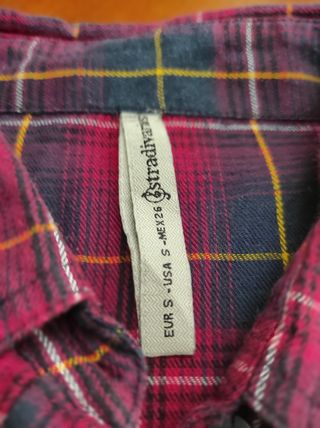 stradivarius
EUR S - USA S - MEX 26